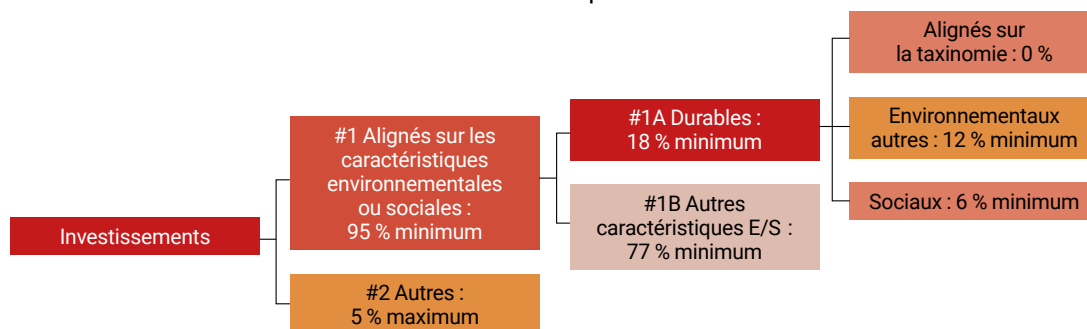 Investissements
#1 Alignés sur les
caractéristiques
environnementales
ou sociales :
95 % minimum
#2 Autres :
5 % maximum
#1A Durables :
18 % minimum
#1B Autres
caractéristiques E/S :
77 % minimum
Alignés sur
la taxinomie : 0 %
Environnementaux
autres : 12 % minimum
Sociaux : 6 % minimum